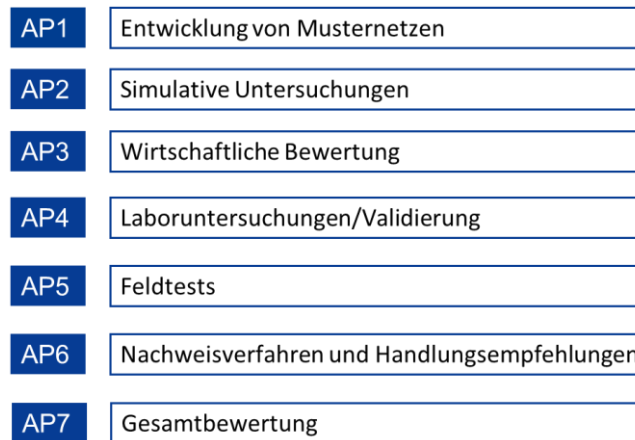 AP1 Entwicklung von Musternetzen
AP2 Simulative Untersuchungen
AP3 Wirtschaftliche Bewertung
AP4 Laboruntersuchungen/Validierung
AP5 Feldtests
AP6 Nachweisverfahren und Handlungsempfehlungen
AP7 Gesamtbewertung